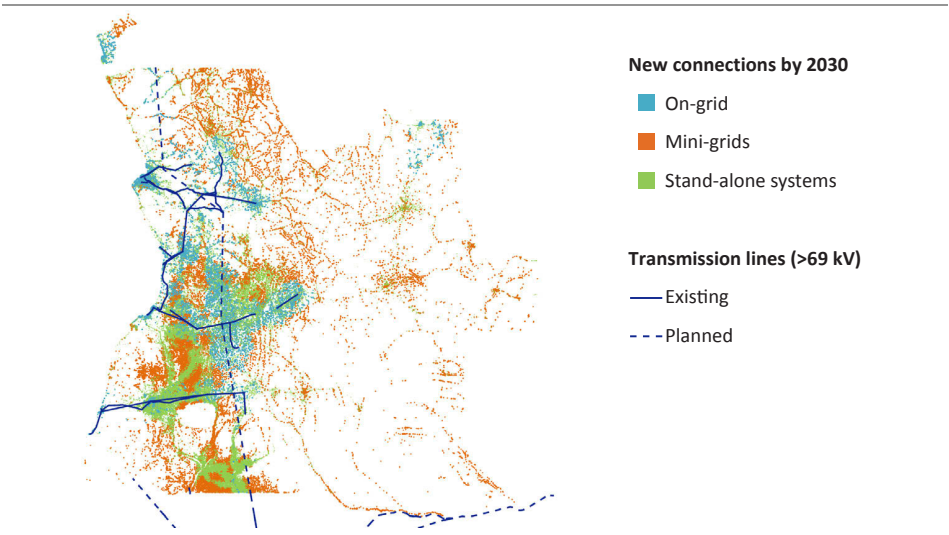 New connections by 2030
On-grid
Mini-grids
Stand-alone systems
Transmission lines (>69 kV)
Existing
Planned